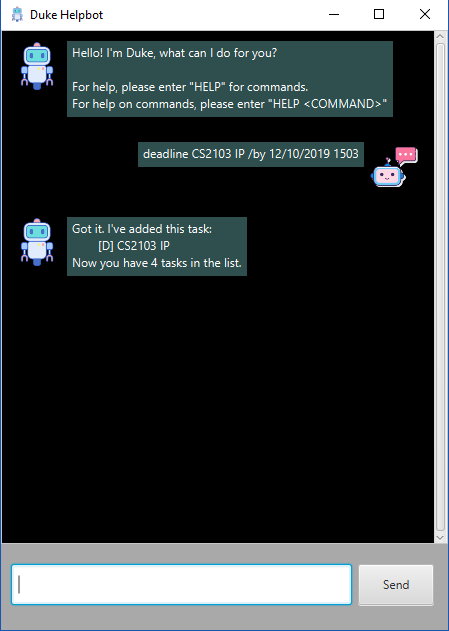 Duke Helpbot
Hello! I'm Duke, what can I do for you?
For help, please enter "HELP" for commands.
For help on commands, please enter "HELP <COMMAND>"
deadline CS2103 IP /by 12/10/2019 1503
Got it. I've added this task:
[D] CS2103 IP
Now you have 4 tasks in the list.
Send